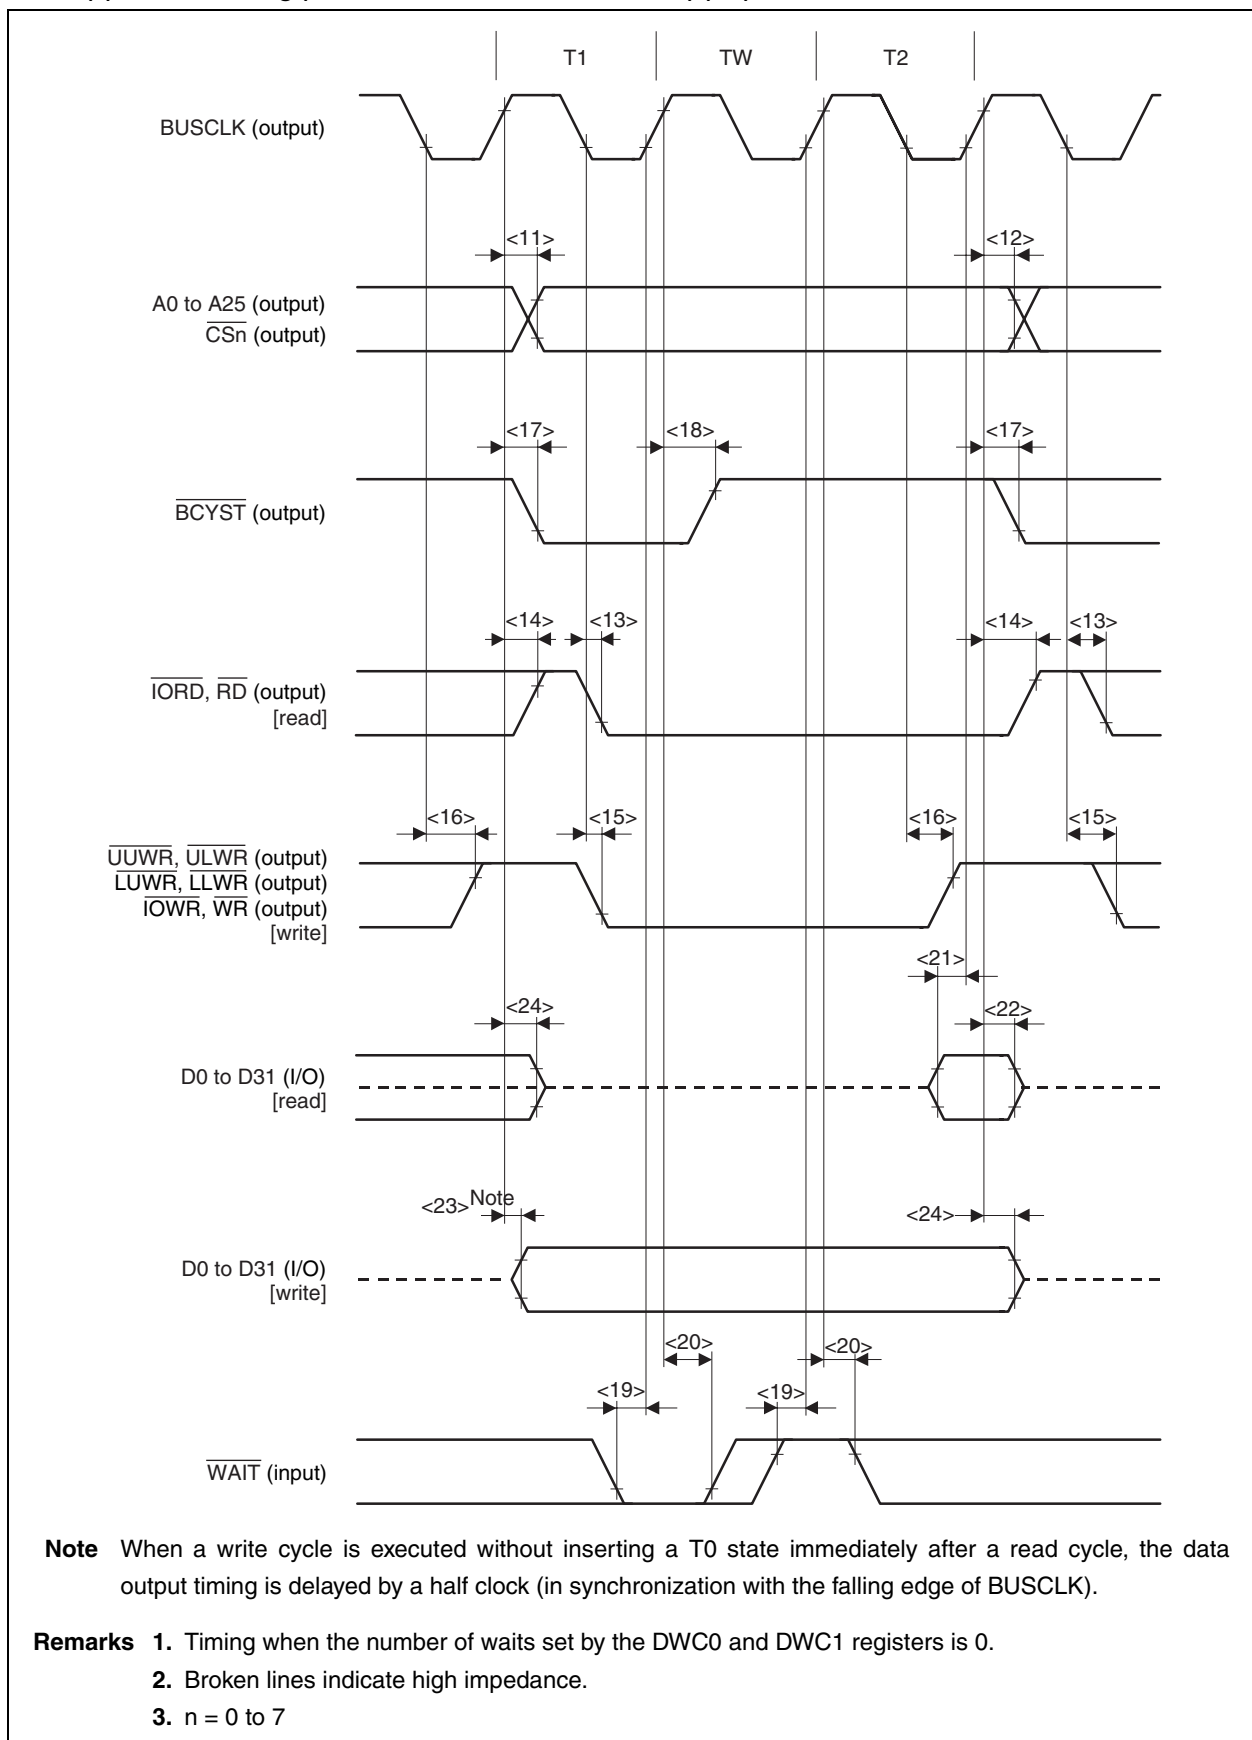 T1 TW T2
BUSCLK (output)
<11> <12>
A0 to A25 (output)
CSn (output)
<17> <18> <17>
BCYST (output)
<14> <13> <14> <13>
IORD, RD (output)
[read]
<16> <15> <16> <15>
UUWR, ULWR (output)
LUWR, LLWR (output)
IOWR, WR (output)
[write]
<21>
<24> <22>
D0 to D31 (I/O)
[read]
<23>Note <24>
D0 to D31 (I/O)
[write]
<20> <20>
<19> <19>
WAIT (input)
Note When a write cycle is executed without inserting a T0 state immediately after a read cycle, the data
output timing is delayed by a half clock (in synchronization with the falling edge of BUSCLK).
Remarks 1. Timing when the number of waits set by the DWC0 and DWC1 registers is 0.
2. Broken lines indicate high impedance.
3. n = 0 to 7